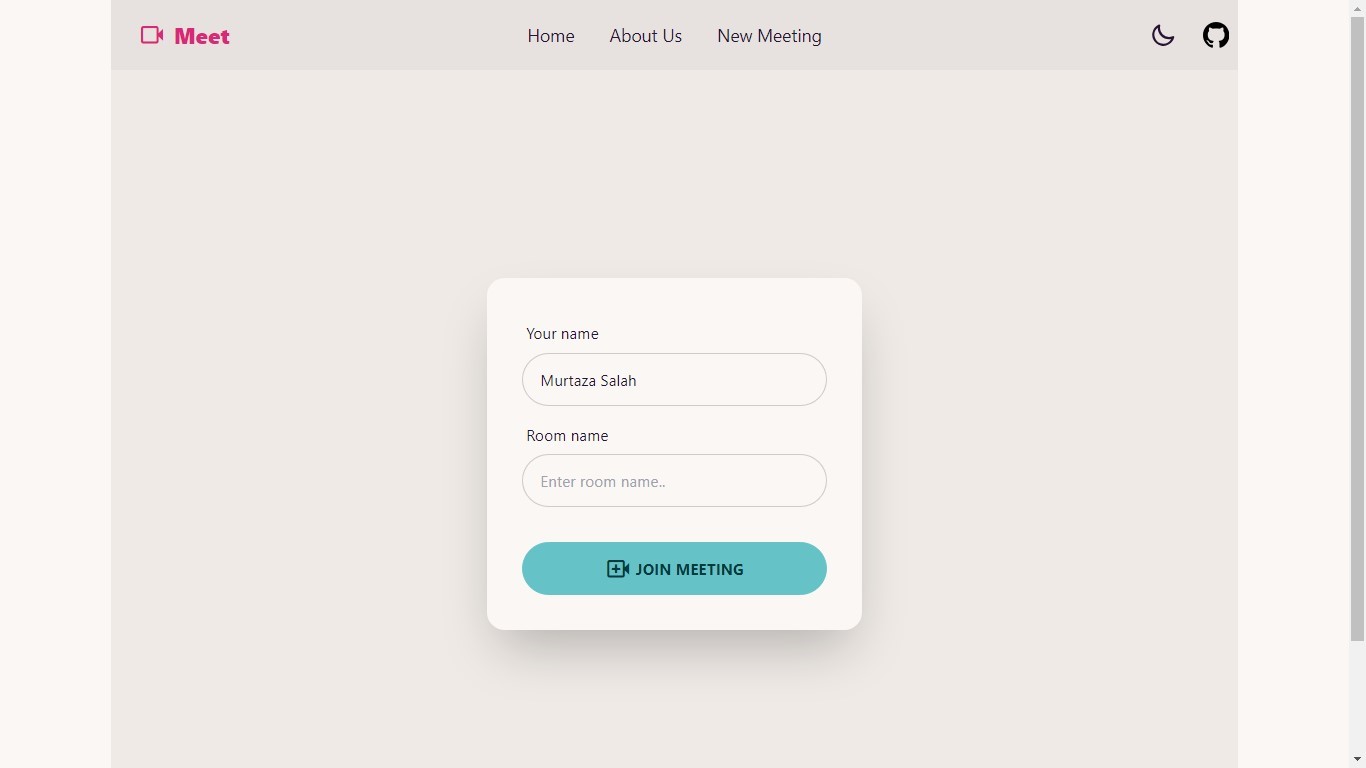 Meet
Home About Us New Meeting
Your name
Murtaza Salah
Room name
Enter room name..
JOIN MEETING